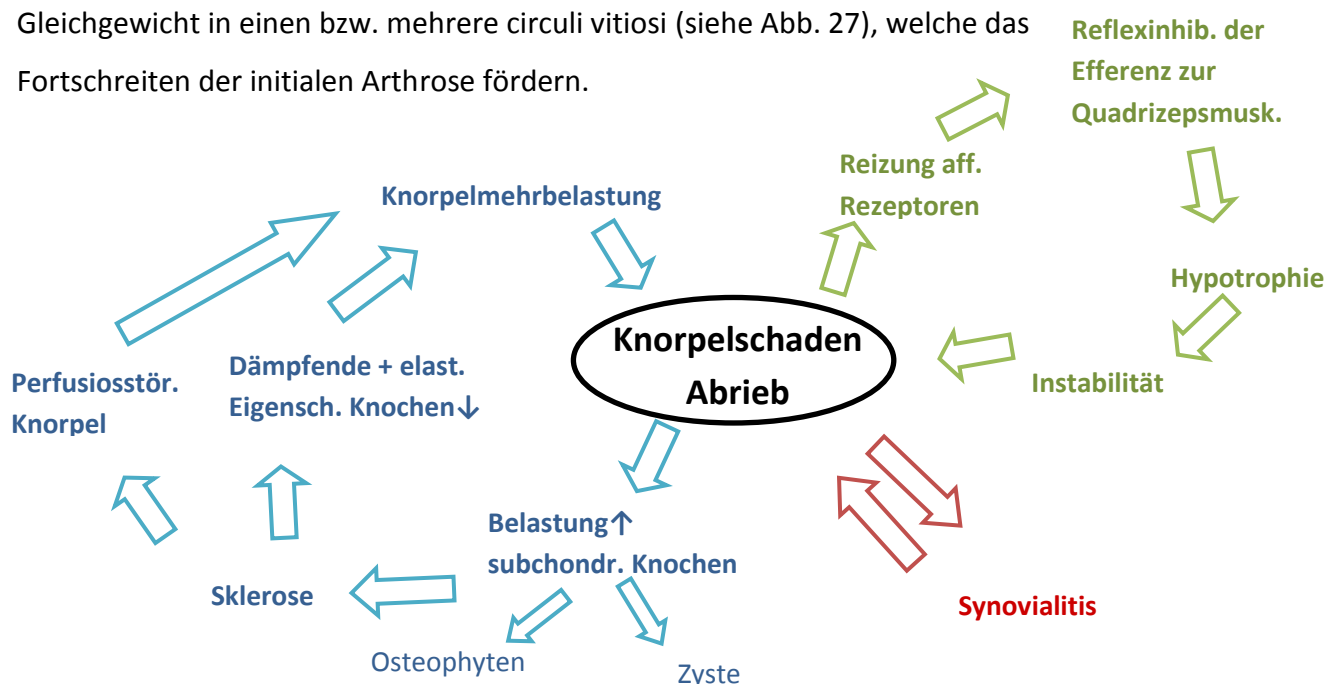 Gleichgewicht in einen bzw. mehrere circuli vitiosi (siehe Abb. 27), welche das
Fortschreiten der initialen Arthrose fördern.
Reflexinhib. der
Efferenz zur
Quadrizepsmusk.
Reizung aff.
Rezeptoren
Knorpelmehrbelastung
Hypotrophie
Knorpelschaden
Abrieb
Instabilität
Dämpfende + elast.
Eigensch. Knochen↓
Perfusiosstör.
Knorpel
Belastung↑
subchondr. Knochen
Sklerose
Synovialitis
Osteophyten
Zyste